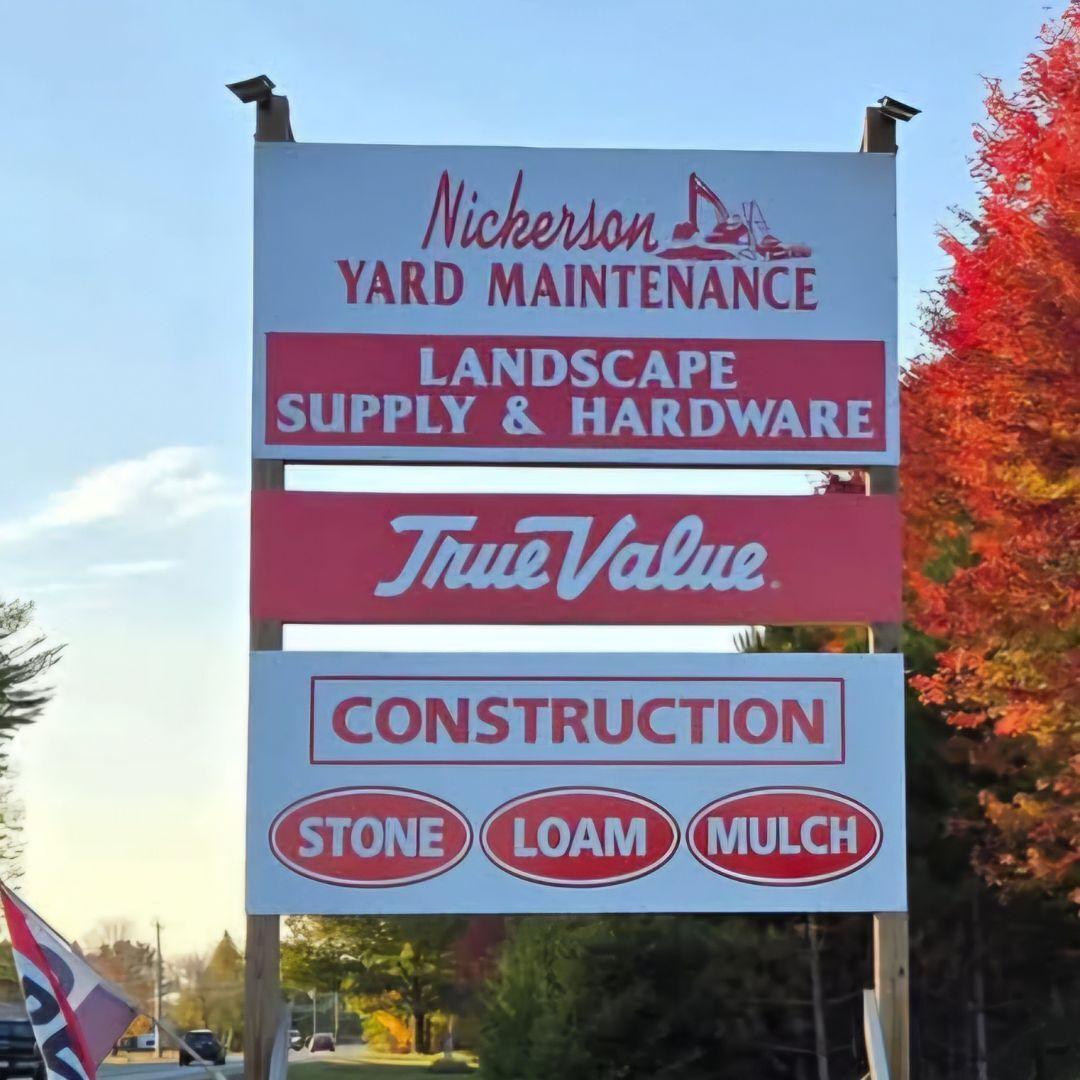 Nickerson
YARD MAINTENANCE
LANDSCAPE
SUPPLY & HARDWARE
True Value
CONSTRUCTION
STONE LOAM MULCH